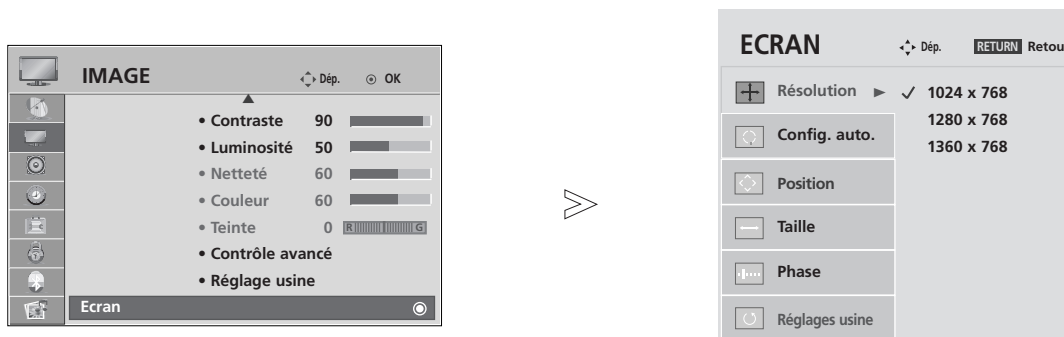 IMAGE
Dép.
OK
• Contraste 90
• Luminosité 50
• Netteté 60
• Couleur 60
• Teinte 0 R G
• Contrôle avancé
• Réglage usine
Ecran
ECRAN
Dép.
RETURN Retou
Résolution ► ✓ 1024 x 768
1280 x 768
1360 x 768
Config. auto.
Position
Taille
Phase
Réglages usine